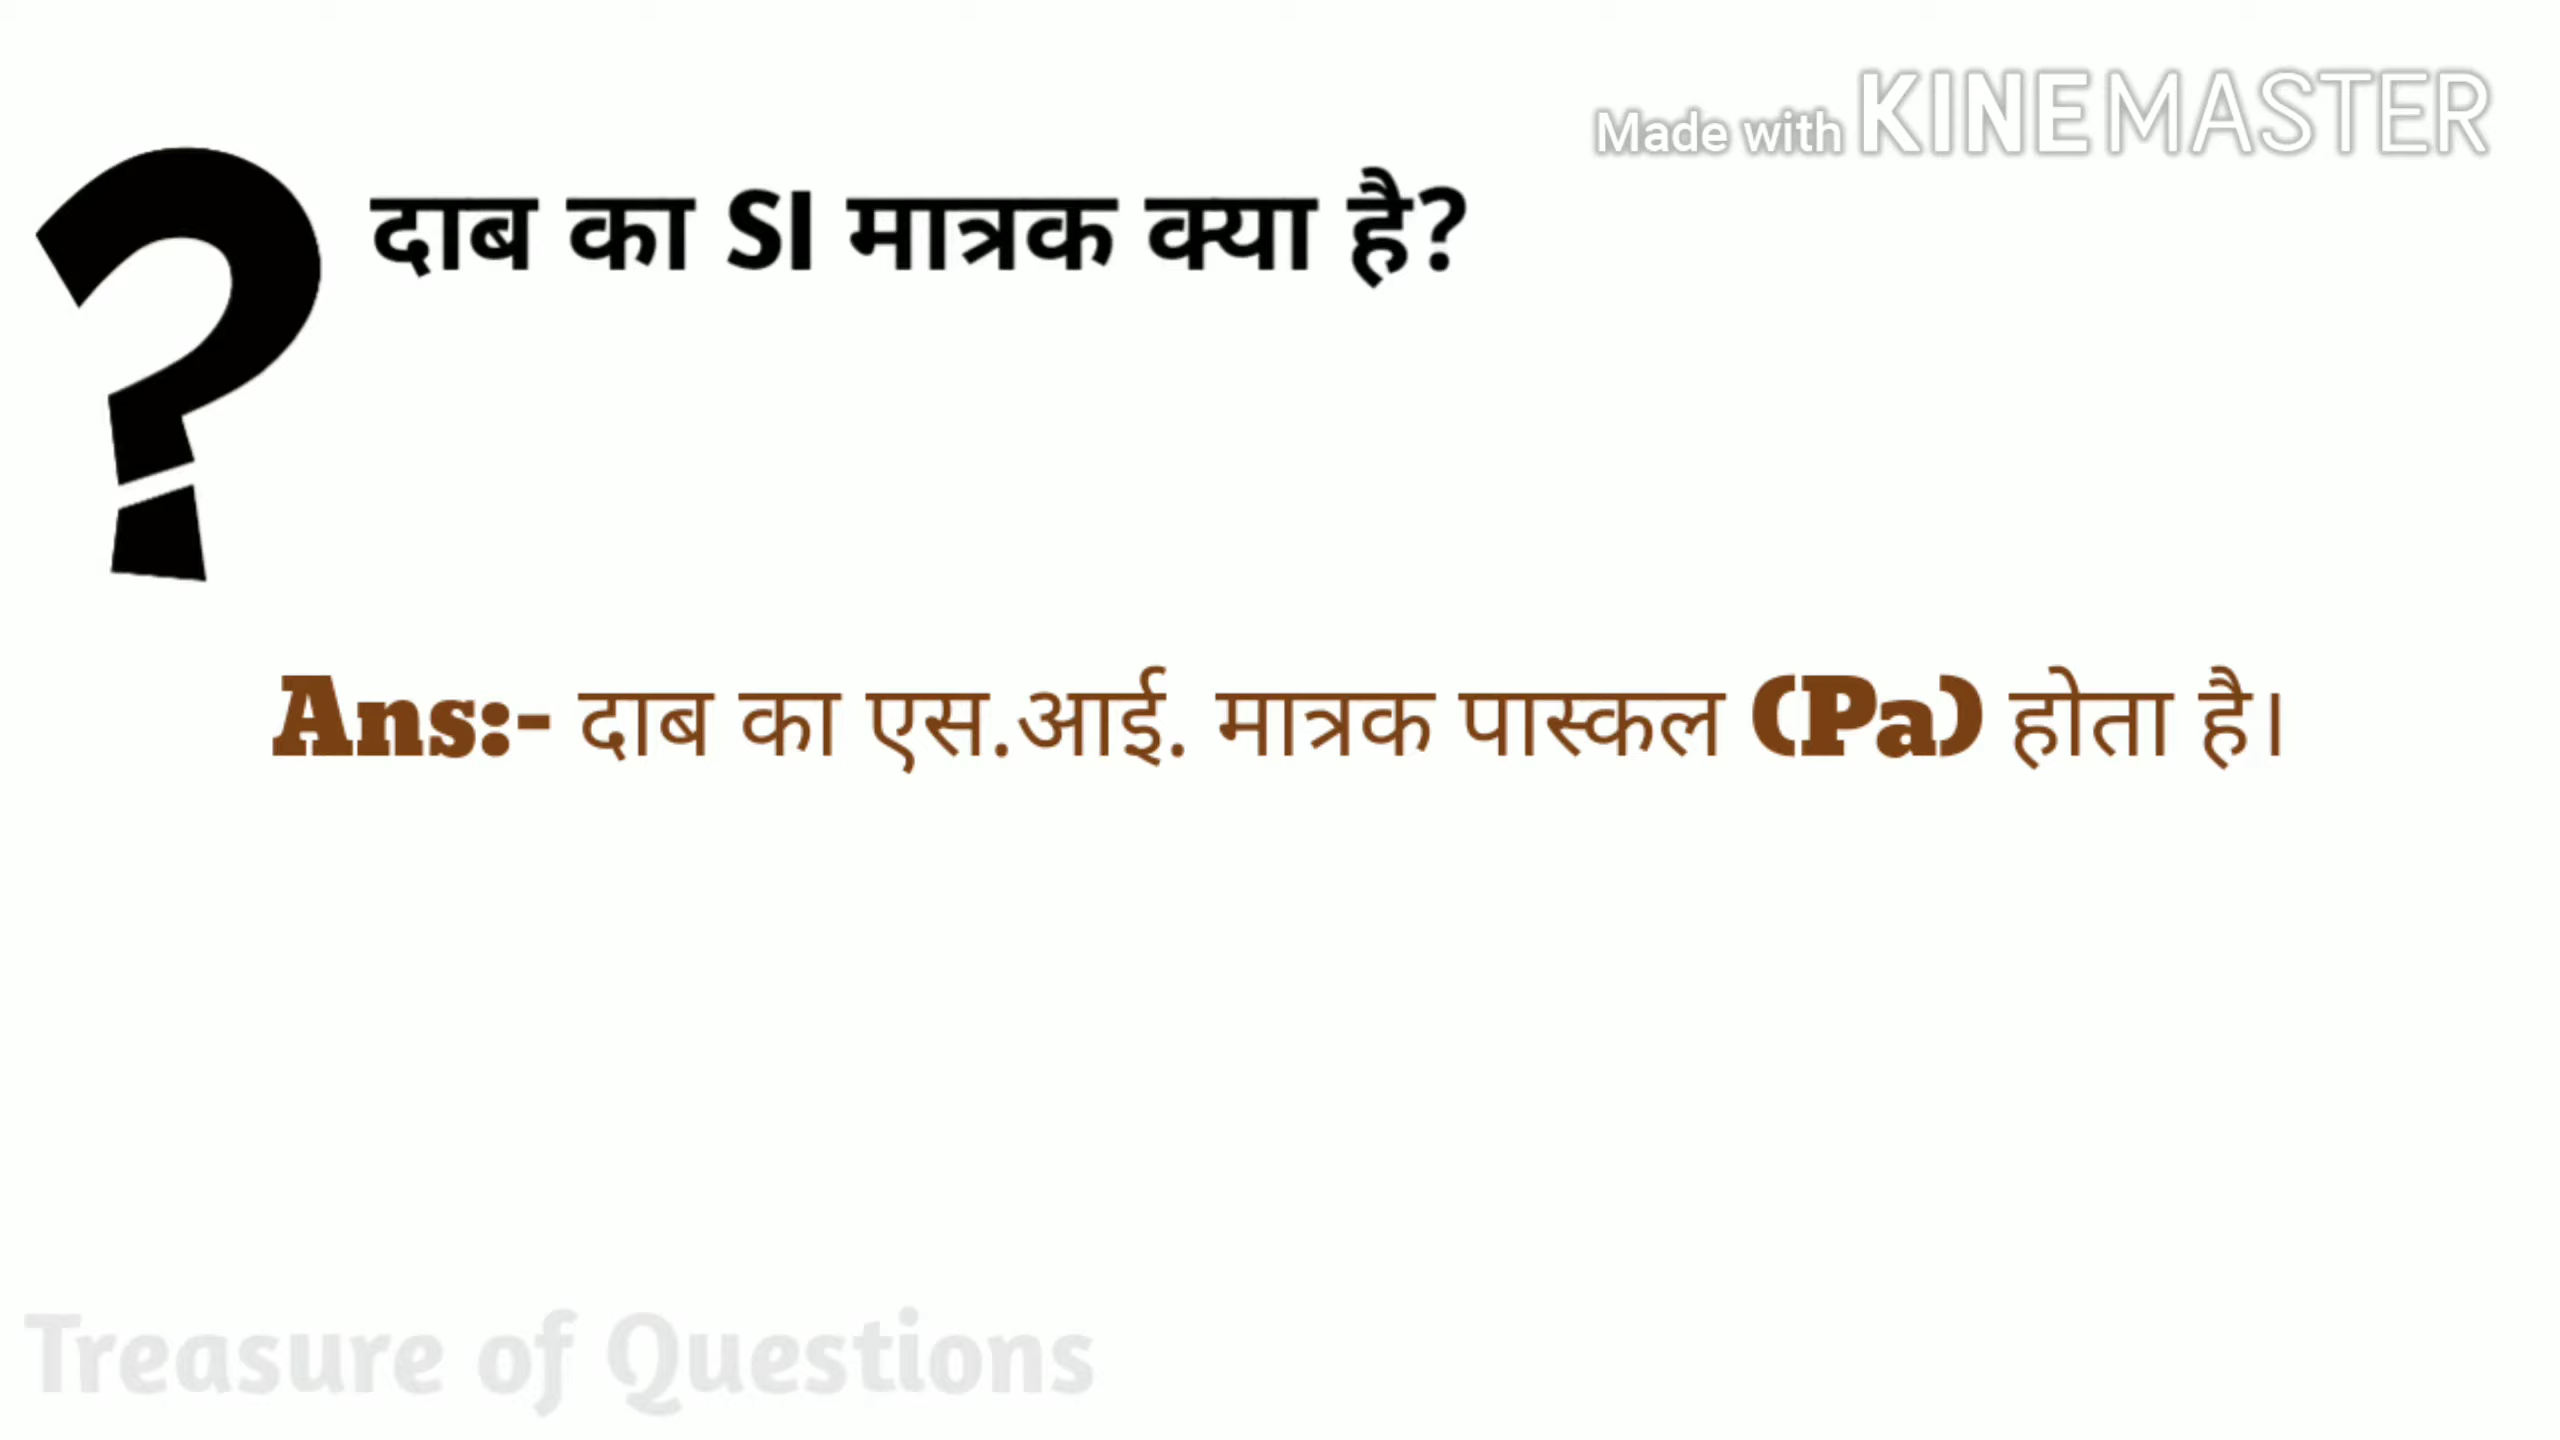 Made with KINEMASTER
दाब का SI मात्रक क्या है?
Ans:- दाब का एस.आई. मात्रक पास्कल (Pa) होता है।
Treasure of Questions